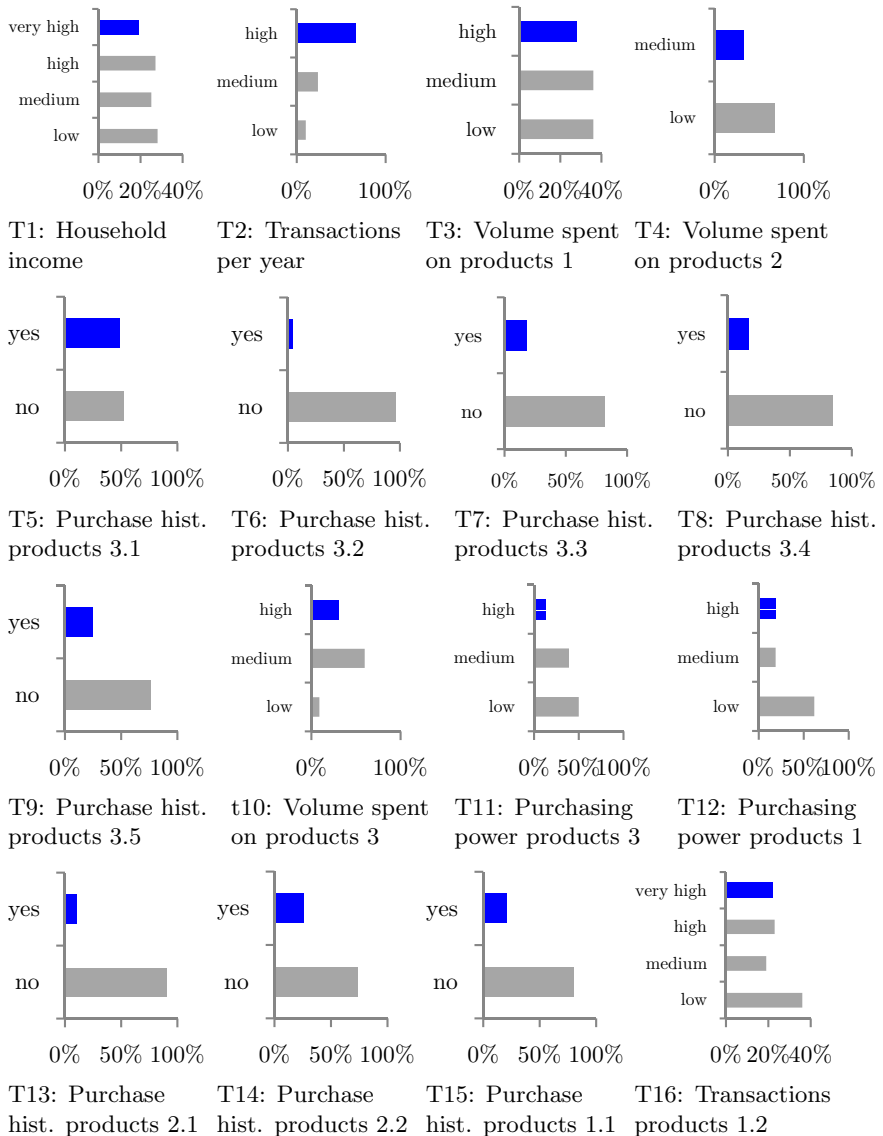 very high
high
medium
low
0% 20%40%
T1: Household
income
high
medium
low
0% 100%
T2: Transactions
per year
high
medium
low
0% 20%40%
T3: Volume spent
on products 1
medium
low
0% 100%
T4: Volume spent
on products 2
yes
no
0% 50% 100%
T5: Purchase hist.
products 3.1
yes
no
0% 50% 100%
T6: Purchase hist.
products 3.2
yes
no
0% 50% 100%
T7: Purchase hist.
products 3.3
yes
no
0% 50% 100%
T8: Purchase hist.
products 3.4
yes
no
0% 50% 100%
T9: Purchase hist.
products 3.5
high
medium
low
0% 100%
t10: Volume spent
on products 3
high
medium
low
0% 50%100%
T11: Purchasing
power products 3
high
medium
low
0% 50%100%
T12: Purchasing
power products 1
yes
no
0% 50% 100%
T13: Purchase
hist. products 2.1
yes
no
0% 50% 100%
T14: Purchase
hist. products 2.2
yes
no
0% 50% 100%
T15: Purchase
hist. products 1.1
very high
high
medium
low
0% 20%40%
T16: Transactions
products 1.2